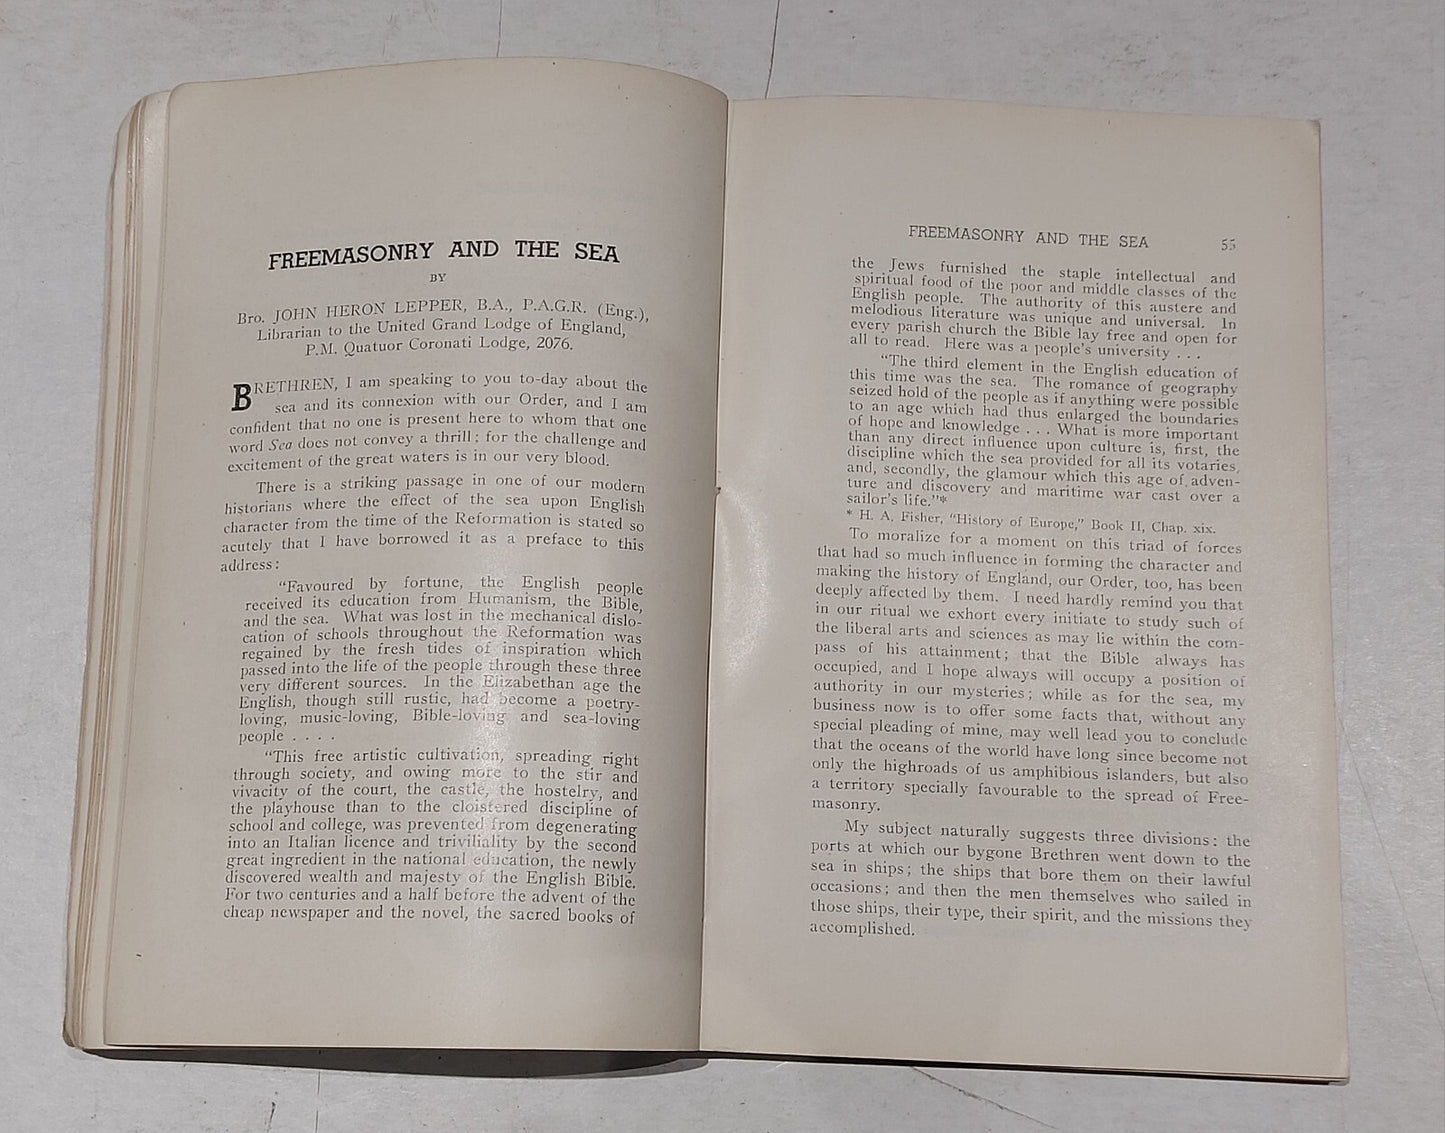 FREEMASONRY AND THE SEA
BY
Bro. JOHN HERON LEPPER, B.A., P.A.G.R. (Eng.),
Librarian to the United Grand Lodge of England,
P.M. Quatuor Coronati Lodge, 2076.
BRETHREN, I am speaking to you to-day about the
sea and its connexion with our Order, and I am
confident that no one is present here to whom that one
word Sea does not convey a thrill; for the challenge and
excitement of the great waters is in our very blood.
There is a striking passage in one of our modern
historians where the effect of the sea upon English
character from the time of the Reformation is stated so
acutely that I have borrowed it as a preface to this
address:
"Favoured by fortune, the English people
received its education from Humanism, the Bible,
and the sea. What was lost in the mechanical dislo-
cation of schools throughout the Reformation was
regained by the fresh tides of inspiration which
passed into the life of the people through these three
very different sources. In the Elizabethan age the
English, though still rustic, had become a poetry-
loving, music-loving, Bible-loving and sea-loving
people . . . .
"This free artistic cultivation, spreading right
through society, and owing more to the stir and
vivacity of the court, the castle, the hostelry, and
the playhouse than to the cloistered discipline of
school and college, was prevented from degenerating
into an Italian licence and triviliality by the second
great ingredient in the national education, the newly
discovered wealth and majesty of the English Bible.
For two centuries and a half before the advent of the
cheap newspaper and the novel, the sacred books of
FREEMASONRY AND THE SEA 55
the Jews furnished the staple intellectual and
spiritual food of the poor and middle classes of the
English people. The authority of this austere and
melodious literature was unique and universal. In
every parish church the Bible lay free and open for
all to read. Here was a people's university . . .
"The third element in the English education of
this time was the sea. The romance of geography
seized hold of the people as if anything were possible
to an age which had thus enlarged the boundaries
of hope and knowledge . . . What is more important
than any direct influence upon culture is, first, the
discipline which the sea provided for all its votaries,
and, secondly, the glamour which this age of adven-
ture and discovery and maritime war cast over a
sailor's life."*
* H. A. Fisher, "History of Europe," Book II, Chap. xix.
To moralize for a moment on this triad of forces
that had so much influence in forming the character and
making the history of England, our Order, too, has been
deeply affected by them. I need hardly remind you that
in our ritual we exhort every initiate to study such of
the liberal arts and sciences as may lie within the com-
pass of his attainment; that the Bible always has
occupied, and I hope always will occupy a position of
authority in our mysteries; while as for the sea, my
business now is to offer some facts that, without any
special pleading of mine, may well lead you to conclude
that the oceans of the world have long since become not
only the highroads of us amphibious islanders, but also
a territory specially favourable to the spread of Free-
masonry.
My subject naturally suggests three divisions: the
ports at which our bygone Brethren went down to the
sea in ships; the ships that bore them on their lawful
occasions; and then the men themselves who sailed in
those ships, their type, their spirit, and the missions they
accomplished.